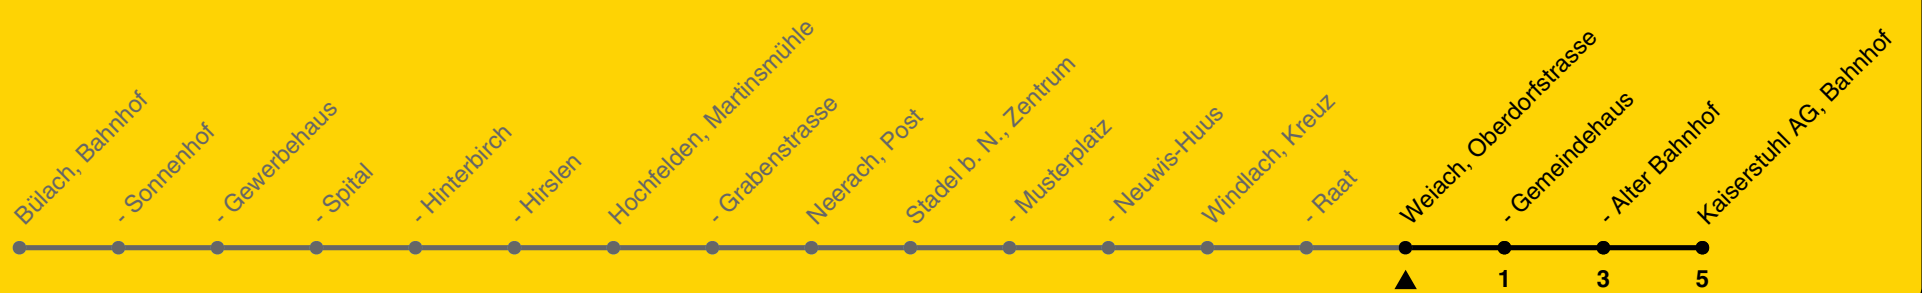 Bülach, Bahnhof
- Sonnenhof
- Gewerbehaus
- Spital
- Hinterbirch
- Hirslen
Hochfelden, Martinsmühle
- Grabenstrasse
Neerach, Post
Stadel b. N., Zentrum
- Musterplatz
- Neuwis-Huus
Windlach, Kreuz
- Raat
Weiach, Oberdorfstrasse
- Gemeindehaus
- Alter Bahnhof
Kaiserstuhl AG, Bahnhof
1 3 5